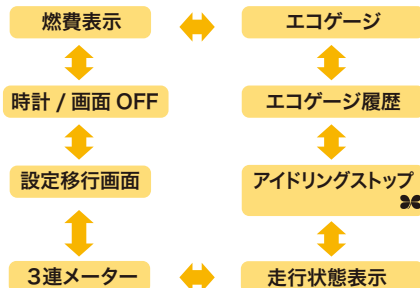 燃費表示
エコゲージ
時計 / 画面 OFF
エコゲージ履歴
設定移行画面
アイドリングストップ
3連メーター
走行状態表示